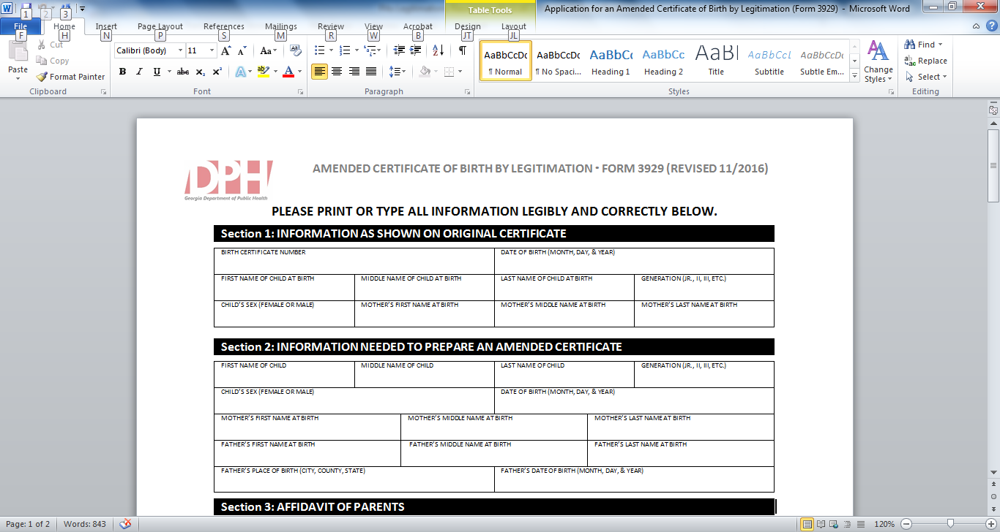 1 2 3
Table Tools
Application for an Amended Certificate of Birth by Legitimation (Form 3929) - Microsoft Word
File Home Insert Page Layout References Mailings Review View Acrobat Design Layout
F H N P S M R W B JT JL
Paste
Cut
Copy
Format Painter
Clipboard
Calibri (Body) 11 A A Aa
B I U abc x₂ x² A ab A
Font
Paragraph
AaBbCcDc AaBbCcDc AaBbCc AaBbCc AaBl AaBbCcL AaBbCcDc
¶ Normal ¶ No Spaci... Heading 1 Heading 2 Title Subtitle Subtle Em...
Styles
Change Styles
Find
Replace
Select
Editing
DPH
Georgia Department of Public Health
AMENDED CERTIFICATE OF BIRTH BY LEGITIMATION · FORM 3929 (REVISED 11/2016)
PLEASE PRINT OR TYPE ALL INFORMATION LEGIBLY AND CORRECTLY BELOW.
Section 1: INFORMATION AS SHOWN ON ORIGINAL CERTIFICATE
BIRTH CERTIFICATE NUMBER DATE OF BIRTH (MONTH, DAY, & YEAR)
FIRST NAME OF CHILD AT BIRTH MIDDLE NAME OF CHILD AT BIRTH LAST NAME OF CHILD AT BIRTH GENERATION (JR., II, III, ETC.)
CHILD'S SEX (FEMALE OR MALE) MOTHER'S FIRST NAME AT BIRTH MOTHER'S MIDDLE NAME AT BIRTH MOTHER'S LAST NAME AT BIRTH
Section 2: INFORMATION NEEDED TO PREPARE AN AMENDED CERTIFICATE
FIRST NAME OF CHILD MIDDLE NAME OF CHILD LAST NAME OF CHILD GENERATION (JR., II, III, ETC.)
CHILD'S SEX (FEMALE OR MALE) DATE OF BIRTH (MONTH, DAY, & YEAR)
MOTHER'S FIRST NAME AT BIRTH MOTHER'S MIDDLE NAME AT BIRTH MOTHER'S LAST NAME AT BIRTH
FATHER'S FIRST NAME AT BIRTH FATHER'S MIDDLE NAME AT BIRTH FATHER'S LAST NAME AT BIRTH
FATHER'S PLACE OF BIRTH (CITY, COUNTY, STATE) FATHER'S DATE OF BIRTH (MONTH, DAY, & YEAR)
Section 3: AFFIDAVIT OF PARENTS
Page: 1 of 2 Words: 843 120%